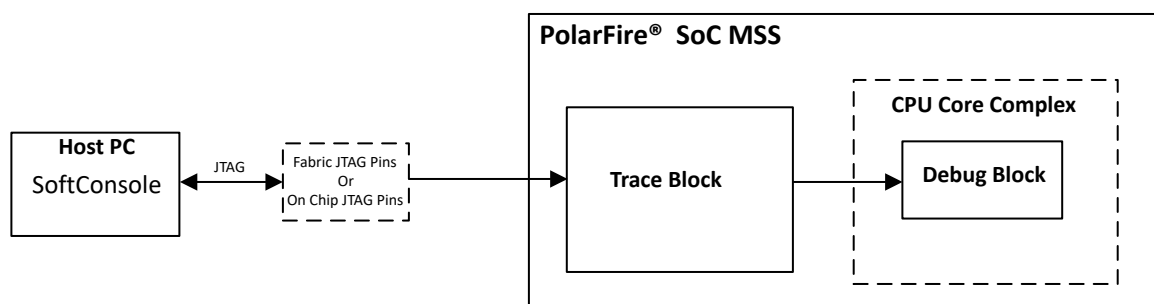 PolarFire® SoC MSS
CPU Core Complex
Host PC
SoftConsole
JTAG
Fabric JTAG Pins
Or
On Chip JTAG Pins
Trace Block
Debug Block